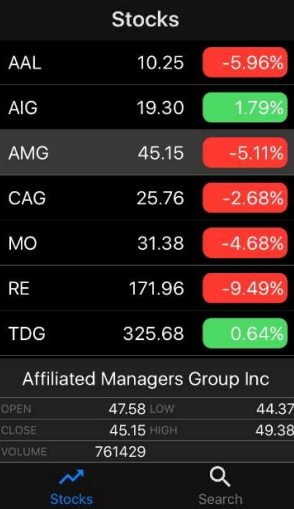 Stocks
AAL 10.25 -5.96%
AIG 19.30 1.79%
AMG 45.15 -5.11%
CAG 25.76 -2.68%
MO 31.38 -4.68%
RE 171.96 -9.49%
TDG 325.68 0.64%
Affiliated Managers Group Inc
OPEN 47.58 LOW 44.37
CLOSE 45.15 HIGH 49.38
VOLUME 761429
Stocks Search